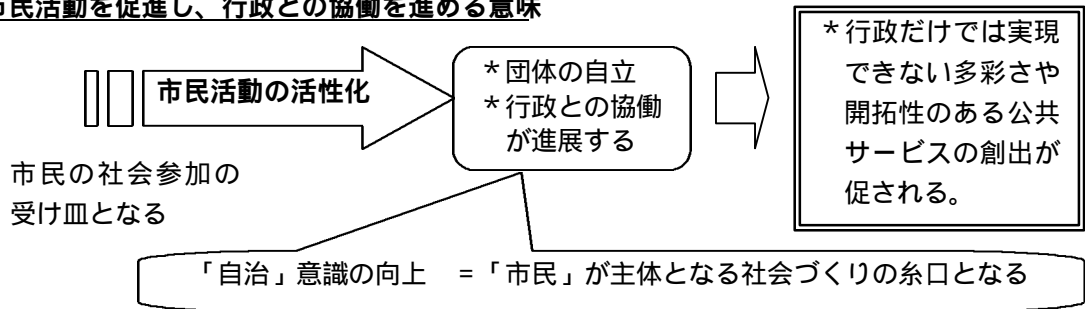 市民活動を促進し、行政との協働を進める意味
市民活動の活性化
市民の社会参加の
受け皿となる
＊団体の自立
＊行政との協働
が進展する
＊行政だけでは実現
できない多彩さや
開拓性のある公共
サービスの創出が
促される。
「自治」意識の向上　＝「市民」が主体となる社会づくりの糸口となる